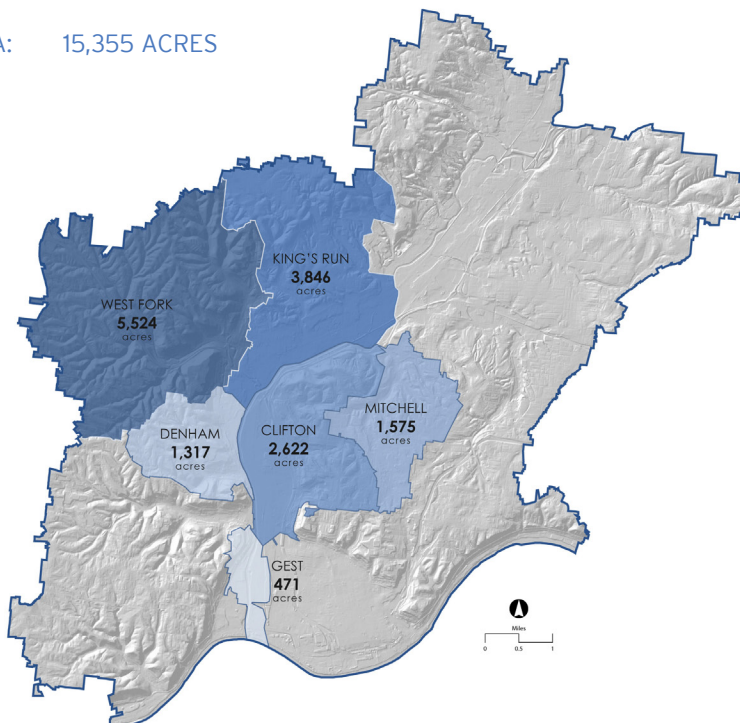 A: 15,355 ACRES
KING'S RUN
3,846
acres
WEST FORK
5,524
acres
MITCHELL
1,575
acres
DENHAM
1,317
acres
CLIFTON
2,622
acres
GEST
471
acres
Miles
0 0.5 1